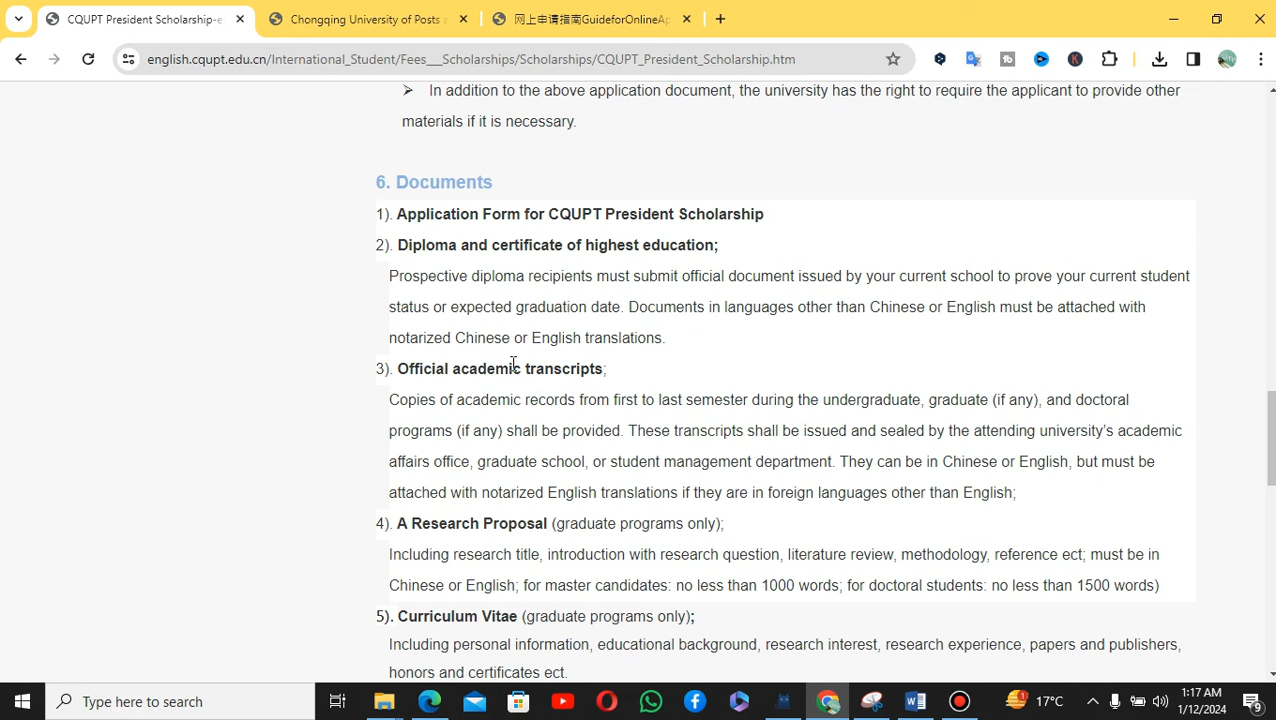 CQUPT President Scholarship-e
Chongqing University of Posts a
网上申请指南GuideforOnlineAp
english.cqupt.edu.cn/International_Student/Fees___Scholarships/Scholarships/CQUPT_President_Scholarship.htm
➢ In addition to the above application document, the university has the right to require the applicant to provide other
materials if it is necessary.
6. Documents
1). Application Form for CQUPT President Scholarship
2). Diploma and certificate of highest education;
Prospective diploma recipients must submit official document issued by your current school to prove your current student
status or expected graduation date. Documents in languages other than Chinese or English must be attached with
notarized Chinese or English translations.
3). Official academic transcripts;
Copies of academic records from first to last semester during the undergraduate, graduate (if any), and doctoral
programs (if any) shall be provided. These transcripts shall be issued and sealed by the attending university's academic
affairs office, graduate school, or student management department. They can be in Chinese or English, but must be
attached with notarized English translations if they are in foreign languages other than English;
4). A Research Proposal (graduate programs only);
Including research title, introduction with research question, literature review, methodology, reference ect; must be in
Chinese or English; for master candidates: no less than 1000 words; for doctoral students: no less than 1500 words)
5). Curriculum Vitae (graduate programs only);
Including personal information, educational background, research interest, research experience, papers and publishers,
honors and certificates ect.
Type here to search
17°C
1:17 AM
1/12/2024
9